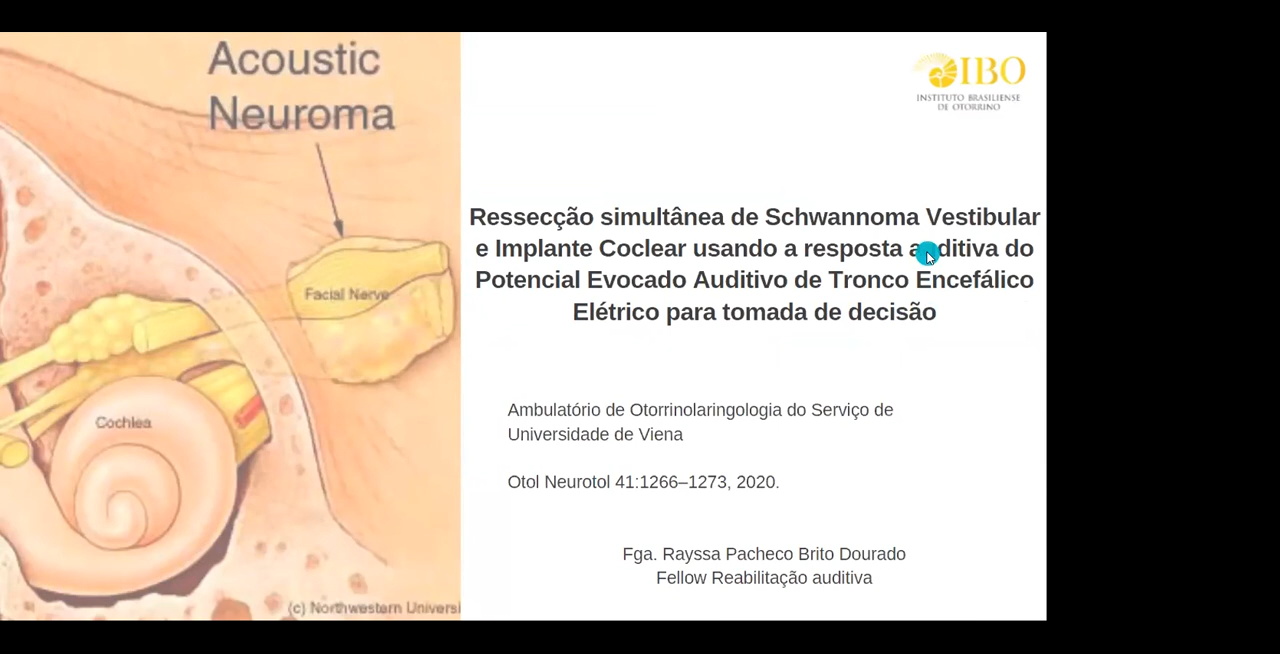 Acoustic
Neuroma
Facial Nerve
Cochlea
(c) Northwestern Universi
IBO
INSTITUTO BRASILIENSE
DE OTORRINO
Ressecção simultânea de Schwannoma Vestibular
e Implante Coclear usando a resposta auditiva do
Potencial Evocado Auditivo de Tronco Encefálico
Elétrico para tomada de decisão
Ambulatório de Otorrinolaringologia do Serviço de
Universidade de Viena
Otol Neurotol 41:1266–1273, 2020.
Fga. Rayssa Pacheco Brito Dourado
Fellow Reabilitação auditiva